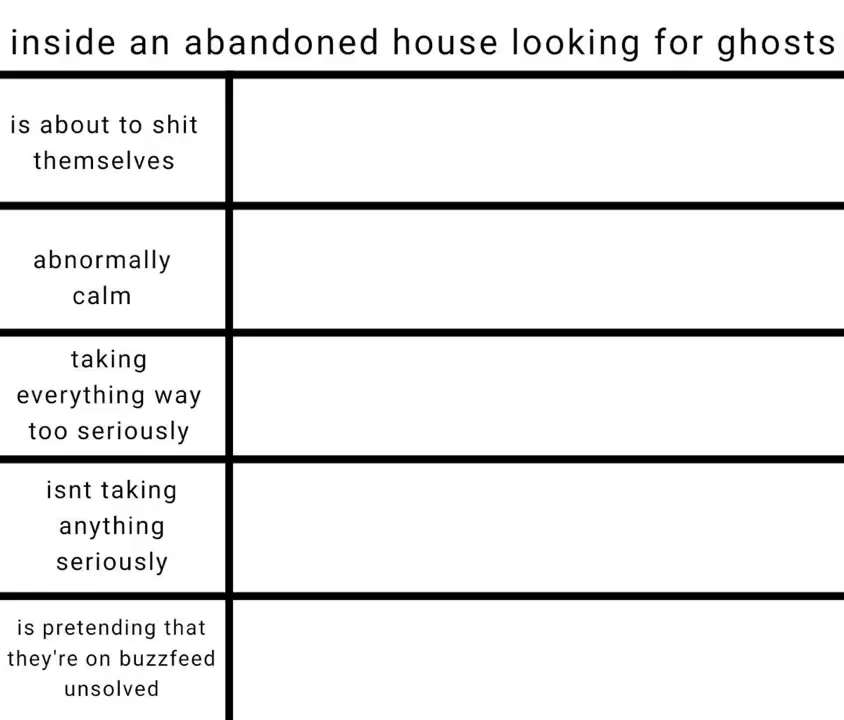 inside an abandoned house looking for ghosts
is about to shit
themselves
abnormally
calm
taking
everything way
too seriously
isnt taking
anything
seriously
is pretending that
they're on buzzfeed
unsolved